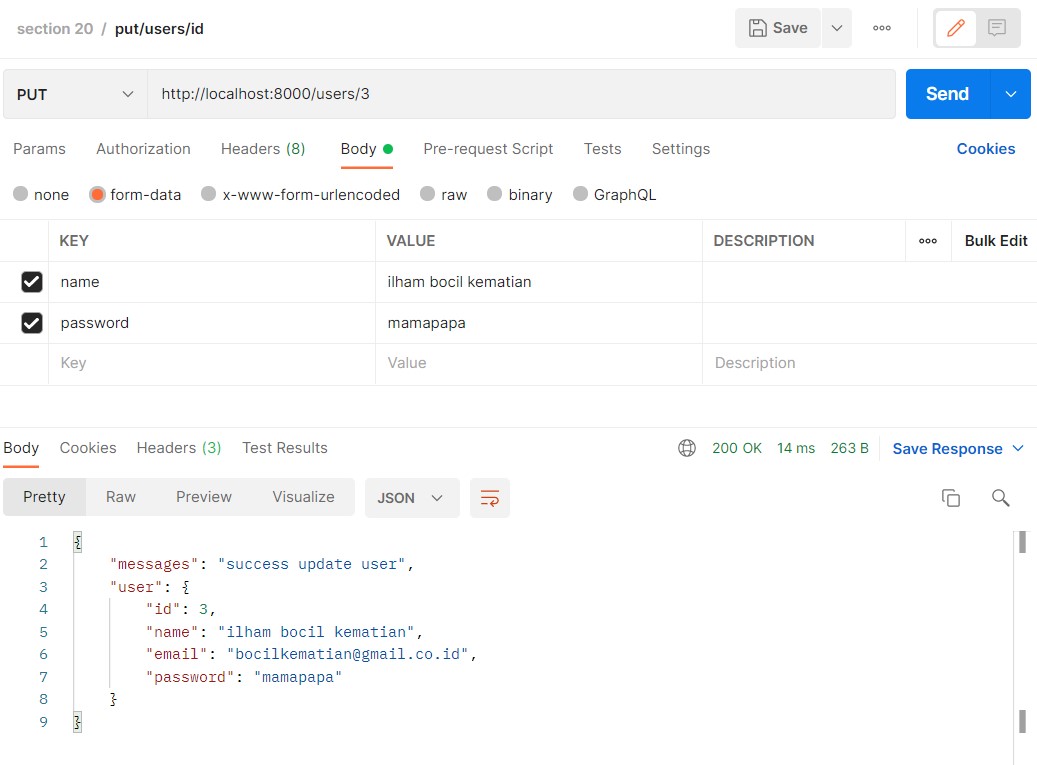 section 20 / put/users/id
Save
PUT http://localhost:8000/users/3 Send
Params Authorization Headers (8) Body Pre-request Script Tests Settings Cookies
none form-data x-www-form-urlencoded raw binary GraphQL
KEY VALUE DESCRIPTION Bulk Edit
name ilham bocil kematian
password mamapapa
Key Value Description
Body Cookies Headers (3) Test Results 200 OK 14 ms 263 B Save Response
Pretty Raw Preview Visualize JSON
1 {
2 "messages": "success update user",
3 "user": {
4 "id": 3,
5 "name": "ilham bocil kematian",
6 "email": "bocilkematian@gmail.co.id",
7 "password": "mamapapa"
8 }
9 }